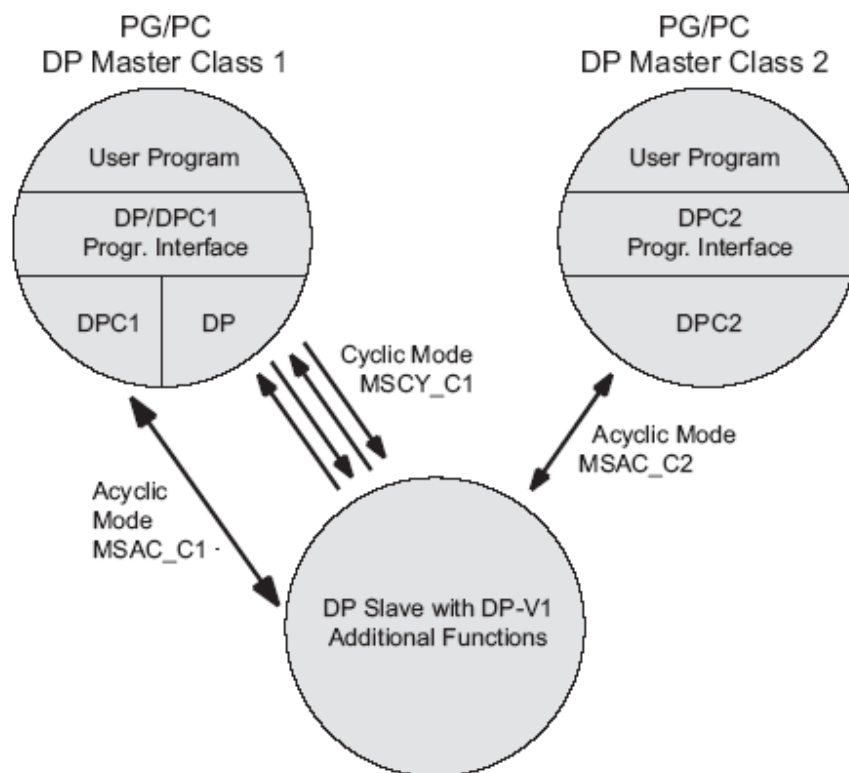 PG/PC
DP Master Class 1
User Program
DP/DPC1
Progr. Interface
DPC1
DP
PG/PC
DP Master Class 2
User Program
DPC2
Progr. Interface
DPC2
Cyclic Mode
MSCY_C1
Acyclic Mode
MSAC_C2
Acyclic
Mode
MSAC_C1
DP Slave with DP-V1
Additional Functions